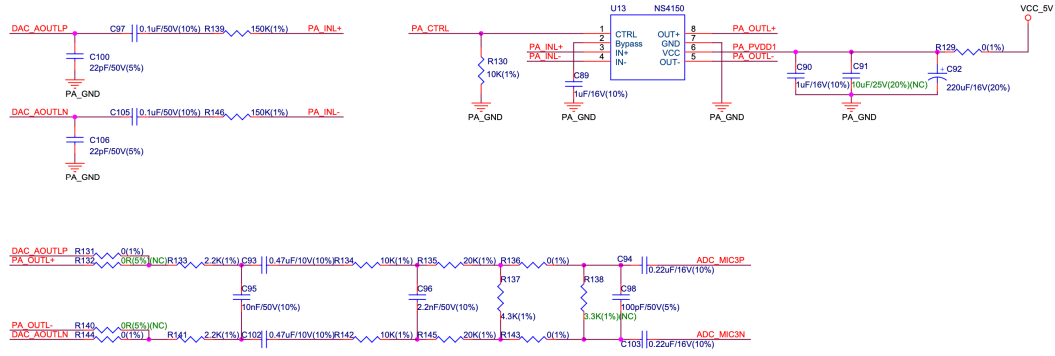 DAC_AOUTLP C97 0.1uF/50V(10%) R139 150K(1%) PA_INL+
C100
22pF/50V(5%)
PA_GND
DAC_AOUTLN C105 0.1uF/50V(10%) R146 150K(1%) PA_INL-
C106
22pF/50V(5%)
PA_GND
U13 NS4150
PA_CTRL 1 CTRL OUT+ 8 PA_OUTL+
2 Bypass GND 7
PA_INL+ 3 IN+ VCC 6 PA_PVDD1
PA_INL- 4 IN- OUT- 5 PA_OUTL-
R130
10K(1%)
PA_GND
C89
1uF/16V(10%)
PA_GND
PA_GND
VCC_5V
R129 0(1%)
C90
1uF/16V(10%)
C91
10uF/25V(20%)(NC)
+ C92
220uF/16V(20%)
PA_GND
DAC_AOUTLP R131 0(1%)
PA_OUTL+ R132 0R(5%)(NC) R133 2.2K(1%) C93 0.47uF/10V(10%) R134 10K(1%) R135 20K(1%) R136 0(1%) C94 0.22uF/16V(10%) ADC_MIC3P
C95
10nF/50V(10%)
C96
2.2nF/50V(10%)
R137
4.3K(1%)
R138
3.3K(1%)(NC)
C98
100pF/50V(5%)
PA_OUTL- R140 0R(5%)(NC)
DAC_AOUTLN R144 0(1%) R141 2.2K(1%) C102 0.47uF/10V(10%) R142 10K(1%) R145 20K(1%) R143 0(1%) C103 0.22uF/16V(10%) ADC_MIC3N